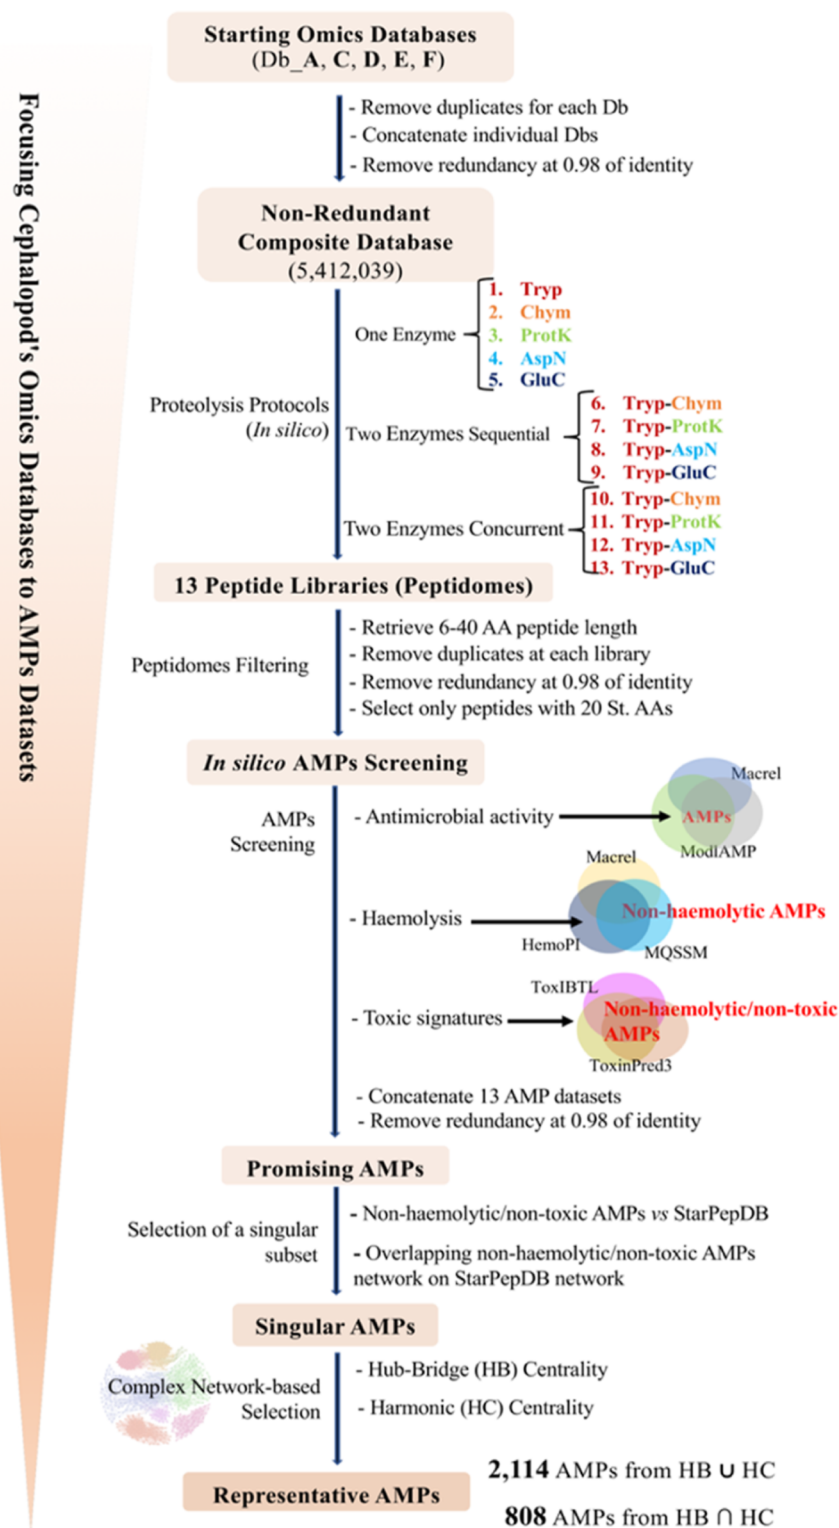 Focusing Cephalopod's Omics Databases to AMPs Datasets
Starting Omics Databases
(Db_A, C, D, E, F)
- Remove duplicates for each Db
- Concatenate individual Dbs
- Remove redundancy at 0.98 of identity
Non-Redundant
Composite Database
(5,412,039)
Proteolysis Protocols
(In silico)
One Enzyme
1. Tryp
2. Chym
3. ProtK
4. AspN
5. GluC
Two Enzymes Sequential
6. Tryp-Chym
7. Tryp-ProtK
8. Tryp-AspN
9. Tryp-GluC
Two Enzymes Concurrent
10. Tryp-Chym
11. Tryp-ProtK
12. Tryp-AspN
13. Tryp-GluC
13 Peptide Libraries (Peptidomes)
Peptidomes Filtering
- Retrieve 6-40 AA peptide length
- Remove duplicates at each library
- Remove redundancy at 0.98 of identity
- Select only peptides with 20 St. AAs
In silico AMPs Screening
AMPs
Screening
- Antimicrobial activity
Macrel
AMPs
ModlAMP
- Haemolysis
Macrel
Non-haemolytic AMPs
HemoPI
MQSSM
- Toxic signatures
ToxIBTL
Non-haemolytic/non-toxic
AMPs
ToxinPred3
- Concatenate 13 AMP datasets
- Remove redundancy at 0.98 of identity
Promising AMPs
Selection of a singular
subset
- Non-haemolytic/non-toxic AMPs vs StarPepDB
- Overlapping non-haemolytic/non-toxic AMPs
network on StarPepDB network
Singular AMPs
Complex Network-based
Selection
- Hub-Bridge (HB) Centrality
- Harmonic (HC) Centrality
Representative AMPs
2,114 AMPs from HB ∪ HC
808 AMPs from HB ∩ HC